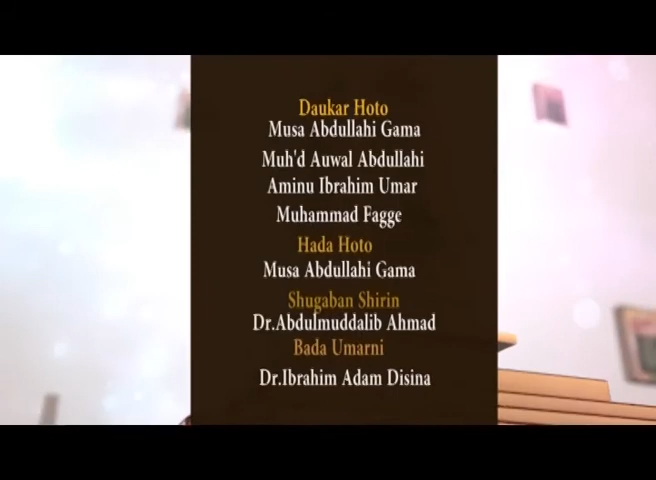 Daukar Hoto
Musa Abdullahi Gama
Muh'd Auwal Abdullahi
Aminu Ibrahim Umar
Muhammad Fagge
Hada Hoto
Musa Abdullahi Gama
Shugaban Shirin
Dr.Abdulmuddalib Ahmad
Bada Umarni
Dr.Ibrahim Adam Disina